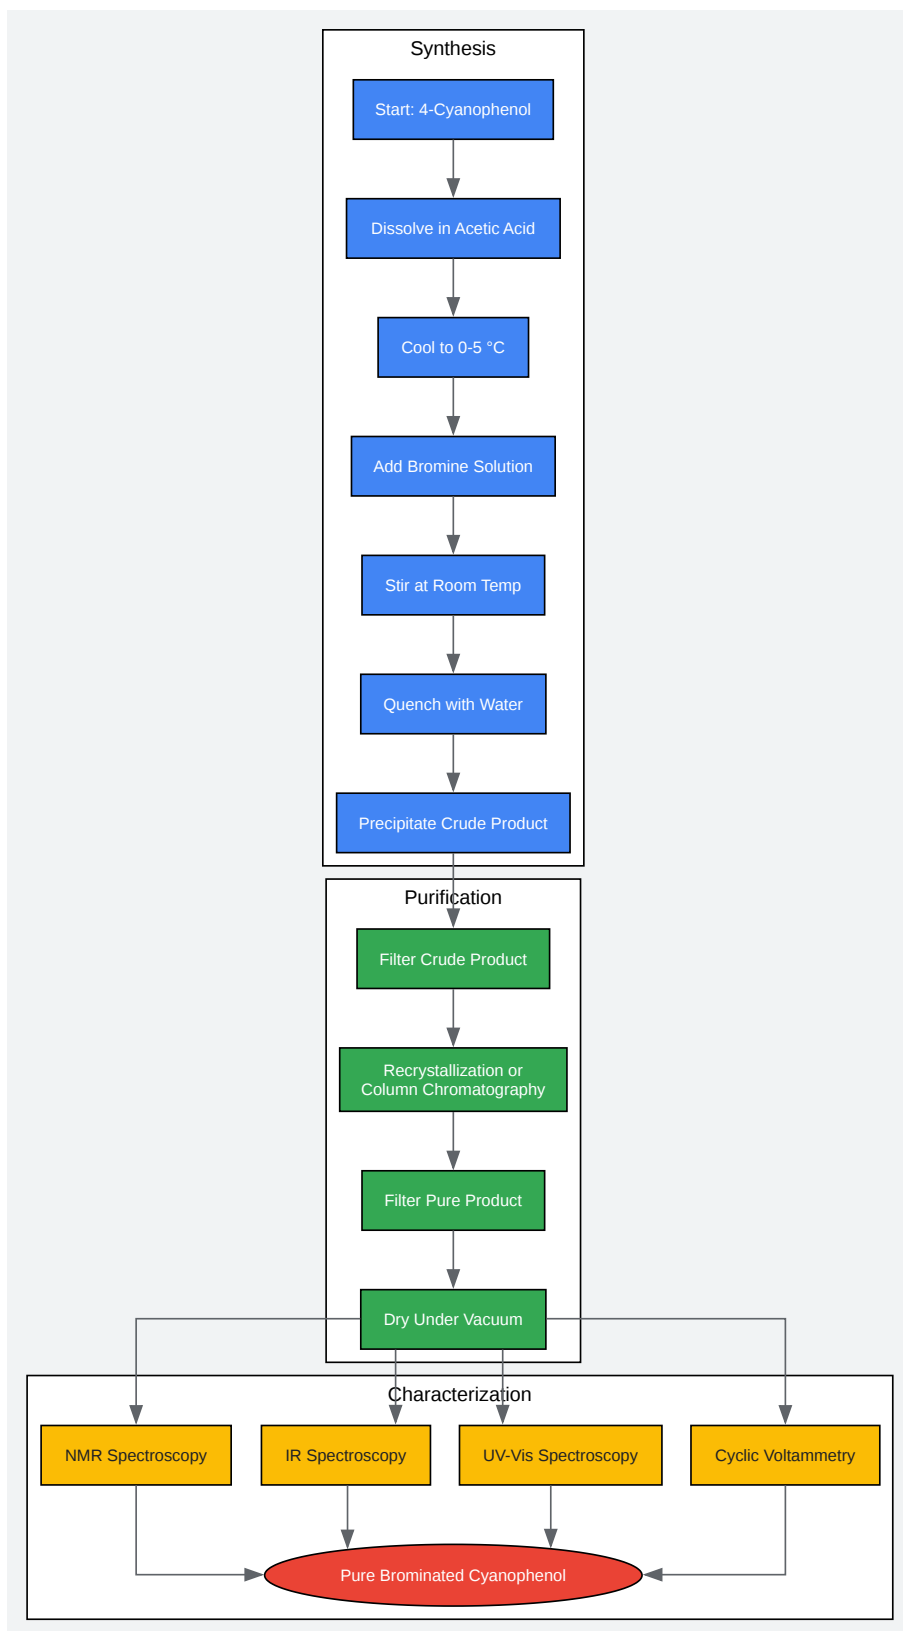 Synthesis
Start: 4-Cyanophenol
Dissolve in Acetic Acid
Cool to 0-5 °C
Add Bromine Solution
Stir at Room Temp
Quench with Water
Precipitate Crude Product
Purification
Filter Crude Product
Recrystallization or
Column Chromatography
Filter Pure Product
Dry Under Vacuum
Characterization
NMR Spectroscopy
IR Spectroscopy
UV-Vis Spectroscopy
Cyclic Voltammetry
Pure Brominated Cyanophenol